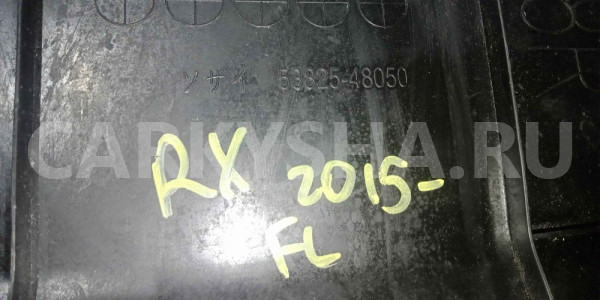 ソサイ 53825-48050
CARKYSHA.RU
RX 2015-
FL